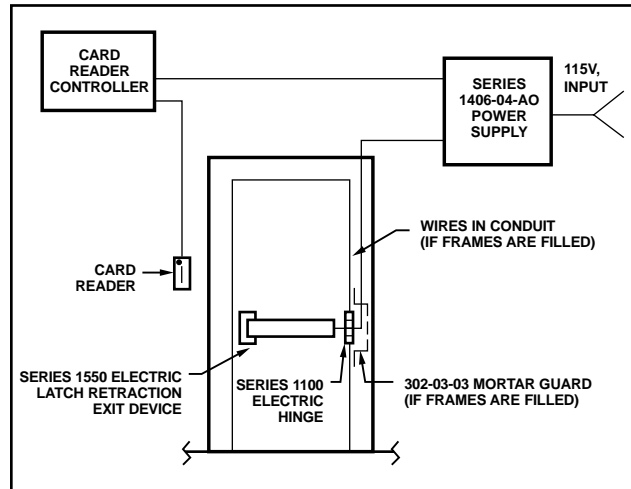 CARD
READER
CONTROLLER
SERIES
1406-04-AO
POWER
SUPPLY
115V,
INPUT
WIRES IN CONDUIT
(IF FRAMES ARE FILLED)
CARD
READER
SERIES 1550 ELECTRIC
LATCH RETRACTION
EXIT DEVICE
SERIES 1100
ELECTRIC
HINGE
302-03-03 MORTAR GUARD
(IF FRAMES ARE FILLED)